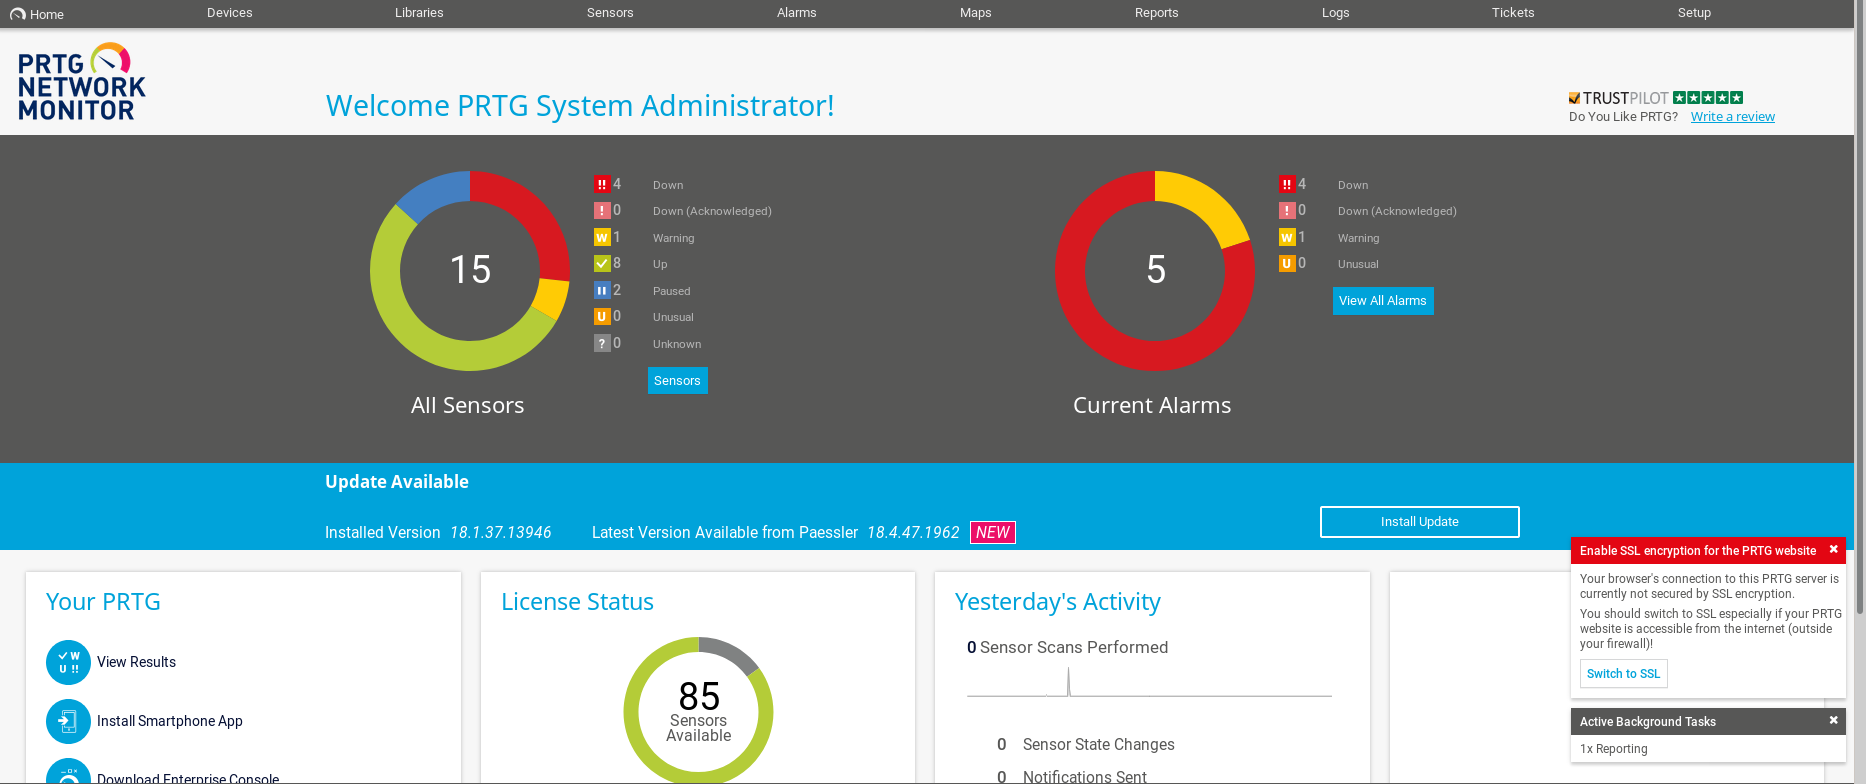 Home Devices Libraries Sensors Alarms Maps Reports Logs Tickets Setup
PRTG
NETWORK
MONITOR
Welcome PRTG System Administrator!
TRUSTPILOT
Do You Like PRTG? Write a review
15
!! 4 Down
! 0 Down (Acknowledged)
W 1 Warning
8 Up
2 Paused
U 0 Unusual
? 0 Unknown
Sensors
All Sensors
5
!! 4 Down
! 0 Down (Acknowledged)
W 1 Warning
U 0 Unusual
View All Alarms
Current Alarms
Update Available
Installed Version 18.1.37.13946 Latest Version Available from Paessler 18.4.47.1962 NEW
Install Update
Your PRTG
W
U !!
View Results
Install Smartphone App
Download Enterprise Console
License Status
85
Sensors
Available
Yesterday's Activity
0 Sensor Scans Performed
0 Sensor State Changes
0 Notifications Sent
Enable SSL encryption for the PRTG website
Your browser's connection to this PRTG server is
currently not secured by SSL encryption.
You should switch to SSL especially if your PRTG
website is accessible from the internet (outside
your firewall)!
Switch to SSL
Active Background Tasks
1x Reporting